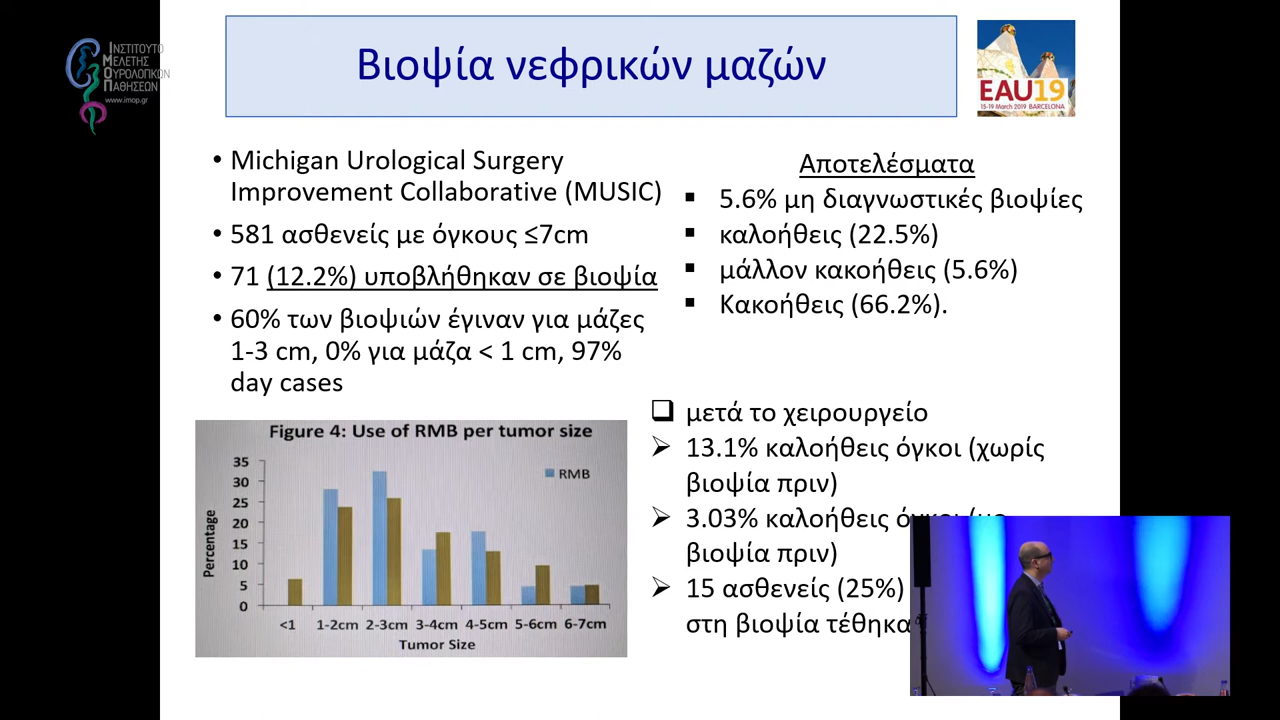 ΙΝΣΤΙΤΟΥΤΟ
ΜΕΛΕΤΗΣ
ΟΥΡΟΛΟΓΙΚΩΝ
ΠΑΘΗΣΕΩΝ
www.imop.gr
Βιοψία νεφρικών μαζών
EAU19
15-19 March 2019 BARCELONA
• Michigan Urological Surgery
Improvement Collaborative (MUSIC)
• 581 ασθενείς με όγκους ≤7cm
• 71 (12.2%) υποβλήθηκαν σε βιοψία
• 60% των βιοψιών έγιναν για μάζες
1-3 cm, 0% για μάζα < 1 cm, 97%
day cases
Αποτελέσματα
▪ 5.6% μη διαγνωστικές βιοψίες
▪ καλοήθεις (22.5%)
▪ μάλλον κακοήθεις (5.6%)
▪ Κακοήθεις (66.2%).
❑ μετά το χειρουργείο
➢ 13.1% καλοήθεις όγκοι (χωρίς
βιοψία πριν)
➢ 3.03% καλοήθεις
βιοψία πριν)
➢ 15 ασθενείς (25%)
στη βιοψία
Figure 4: Use of RMB per tumor size
RMB
Percentage
35
30
25
20
15
10
5
0
<1 1-2cm 2-3cm 3-4cm 4-5cm 5-6cm 6-7cm
Tumor Size